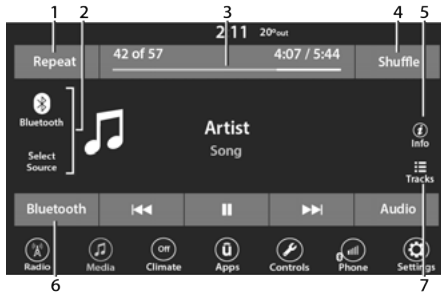 1 2 3 4 5
2:11 20°out
Repeat 42 of 57 4:07 / 5:44 Shuffle
Bluetooth
Select
Source
Artist
Song
Info
Tracks
Bluetooth Audio
Off
Radio Media Climate Apps Controls Phone Settings
6 7